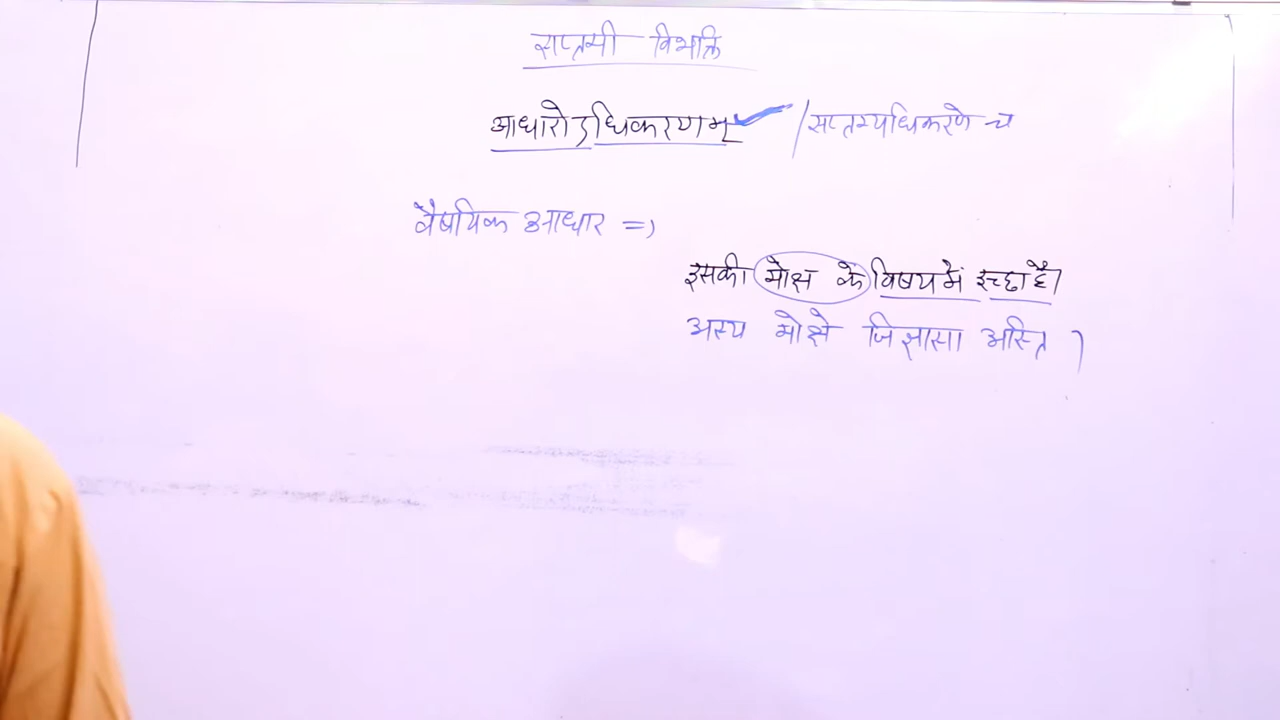 सप्तमी विभक्ति
आधारोऽधिकरणम् / सप्तम्यधिकरणे च
वैषयिक आधार =)
इसकी मोक्ष के विषय में इच्छा है।
अस्य मोक्षे जिज्ञासा अस्ति ।